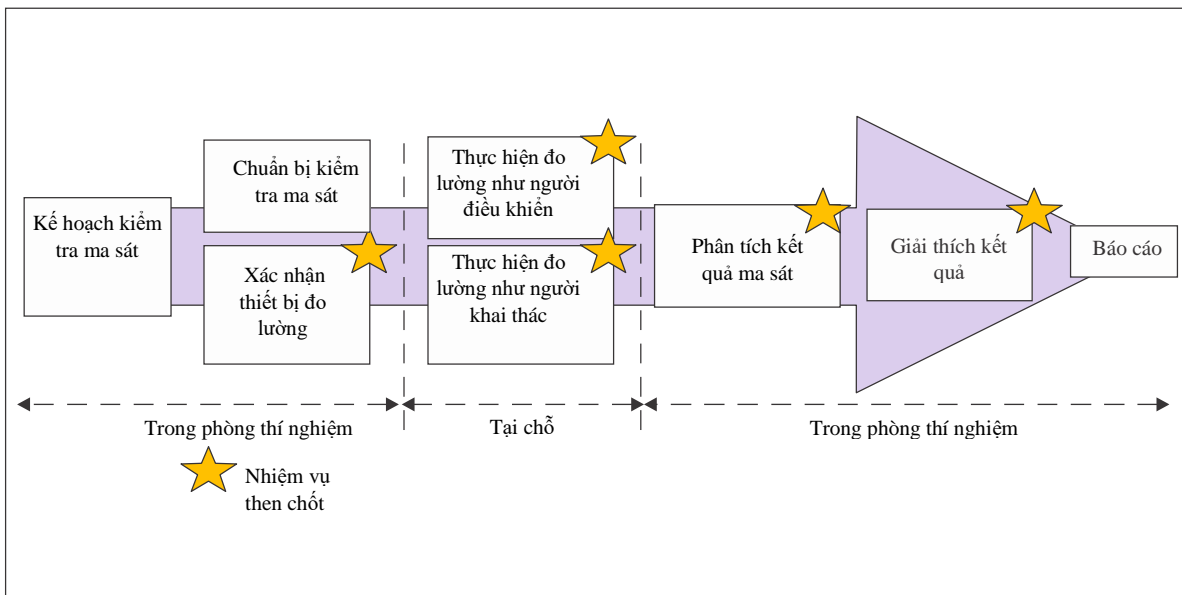 Kế hoạch kiểm
tra ma sát
Chuẩn bị kiểm
tra ma sát
Xác nhận
thiết bị đo
lường
Thực hiện đo
lường như người
điều khiển
Thực hiện đo
lường như người
khai thác
Phân tích kết
quả ma sát
Giải thích kết
quả
Báo cáo
Trong phòng thí nghiệm
Tại chỗ
Trong phòng thí nghiệm
Nhiệm vụ
then chốt